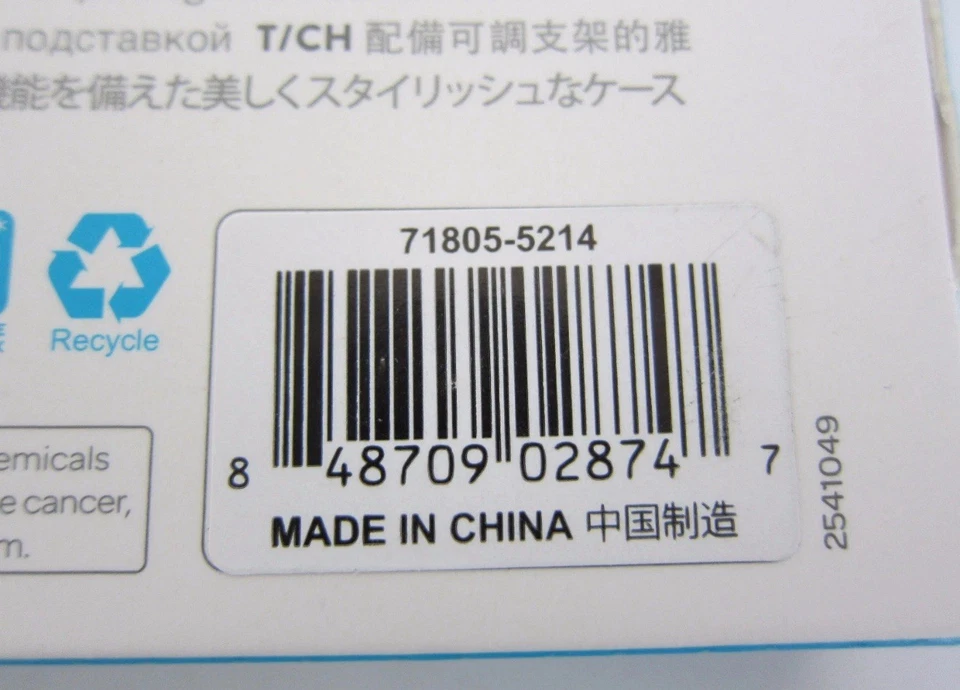 подставкой T/CH 配備可調支架的雅
機能を備えた美しくスタイリッシュなケース
Recycle
71805-5214
8 48709 02874 7
MADE IN CHINA 中国制造
2541049
emicals
e cancer,
m.